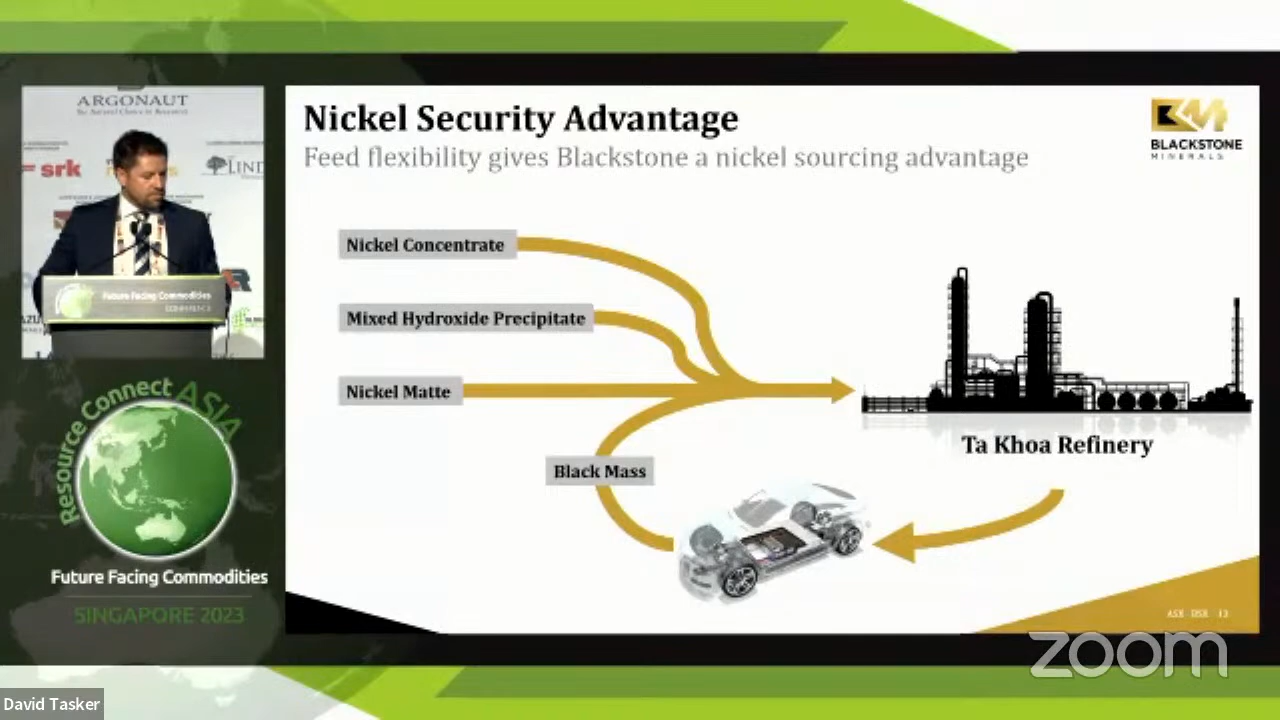 ARGONAUT
srk
LIND
Future Facing Commodities
CONFERENCE
Resource Connect ASIA
Future Facing Commodities
SINGAPORE 2023
David Tasker
Nickel Security Advantage
Feed flexibility gives Blackstone a nickel sourcing advantage
BLACKSTONE
MINERALS
Nickel Concentrate
Mixed Hydroxide Precipitate
Nickel Matte
Black Mass
Ta Khoa Refinery
zoom